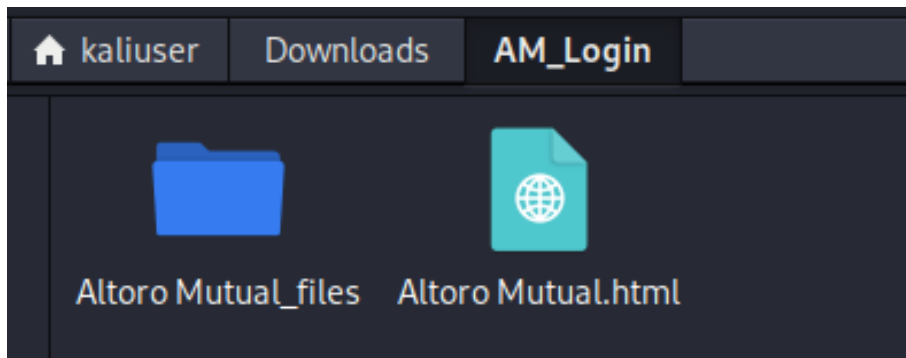 kaliuser Downloads AM_Login
Altoro Mutual_files Altoro Mutual.html